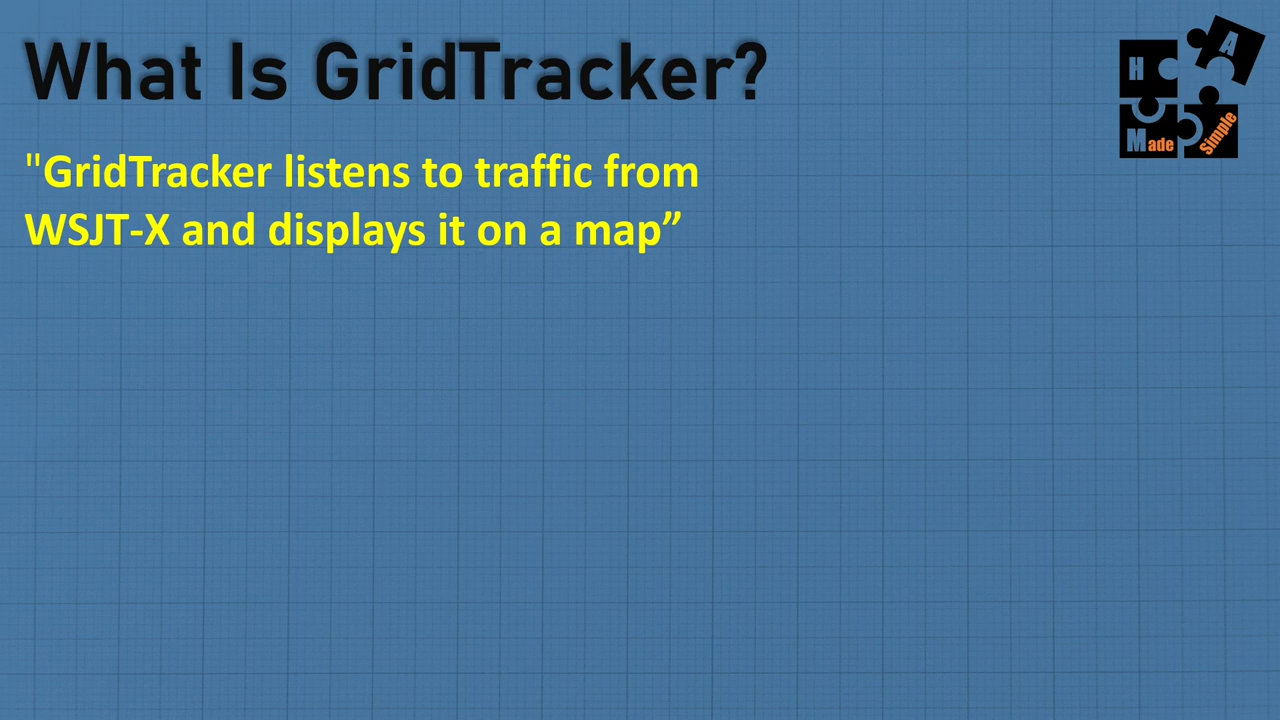 What Is GridTracker?
"GridTracker listens to traffic from
WSJT-X and displays it on a map”
H A
Made Simple